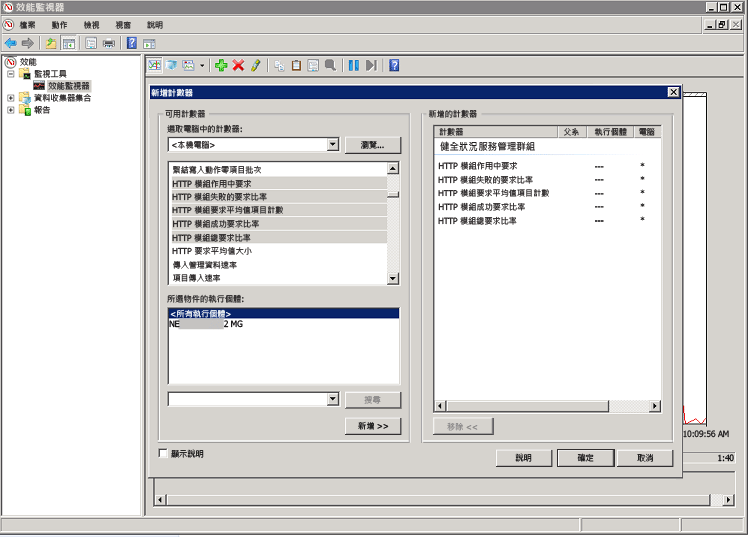 效能監視器
檔案 動作 檢視 視窗 說明
效能
監視工具
效能監視器
資料收集器集合
報告
新增計數器
可用計數器
選取電腦中的計數器:
<本機電腦>
瀏覽...
繫結寫入動作零項目批次
HTTP 模組作用中要求
HTTP 模組失敗的要求比率
HTTP 模組要求平均值項目計數
HTTP 模組成功要求比率
HTTP 模組總要求比率
HTTP 要求平均值大小
傳入管理資料速率
項目傳入速率
所選物件的執行個體:
<所有執行個體>
NE 2 MG
搜尋
新增 >>
顯示說明
新增的計數器
計數器 父系 執行個體 電腦
健全狀況服務管理群組
HTTP 模組作用中要求 --- *
HTTP 模組失敗的要求比率 --- *
HTTP 模組要求平均值項目計數 --- *
HTTP 模組成功要求比率 --- *
HTTP 模組總要求比率 --- *
移除 <<
說明 確定 取消
10:09:56 AM
1:40